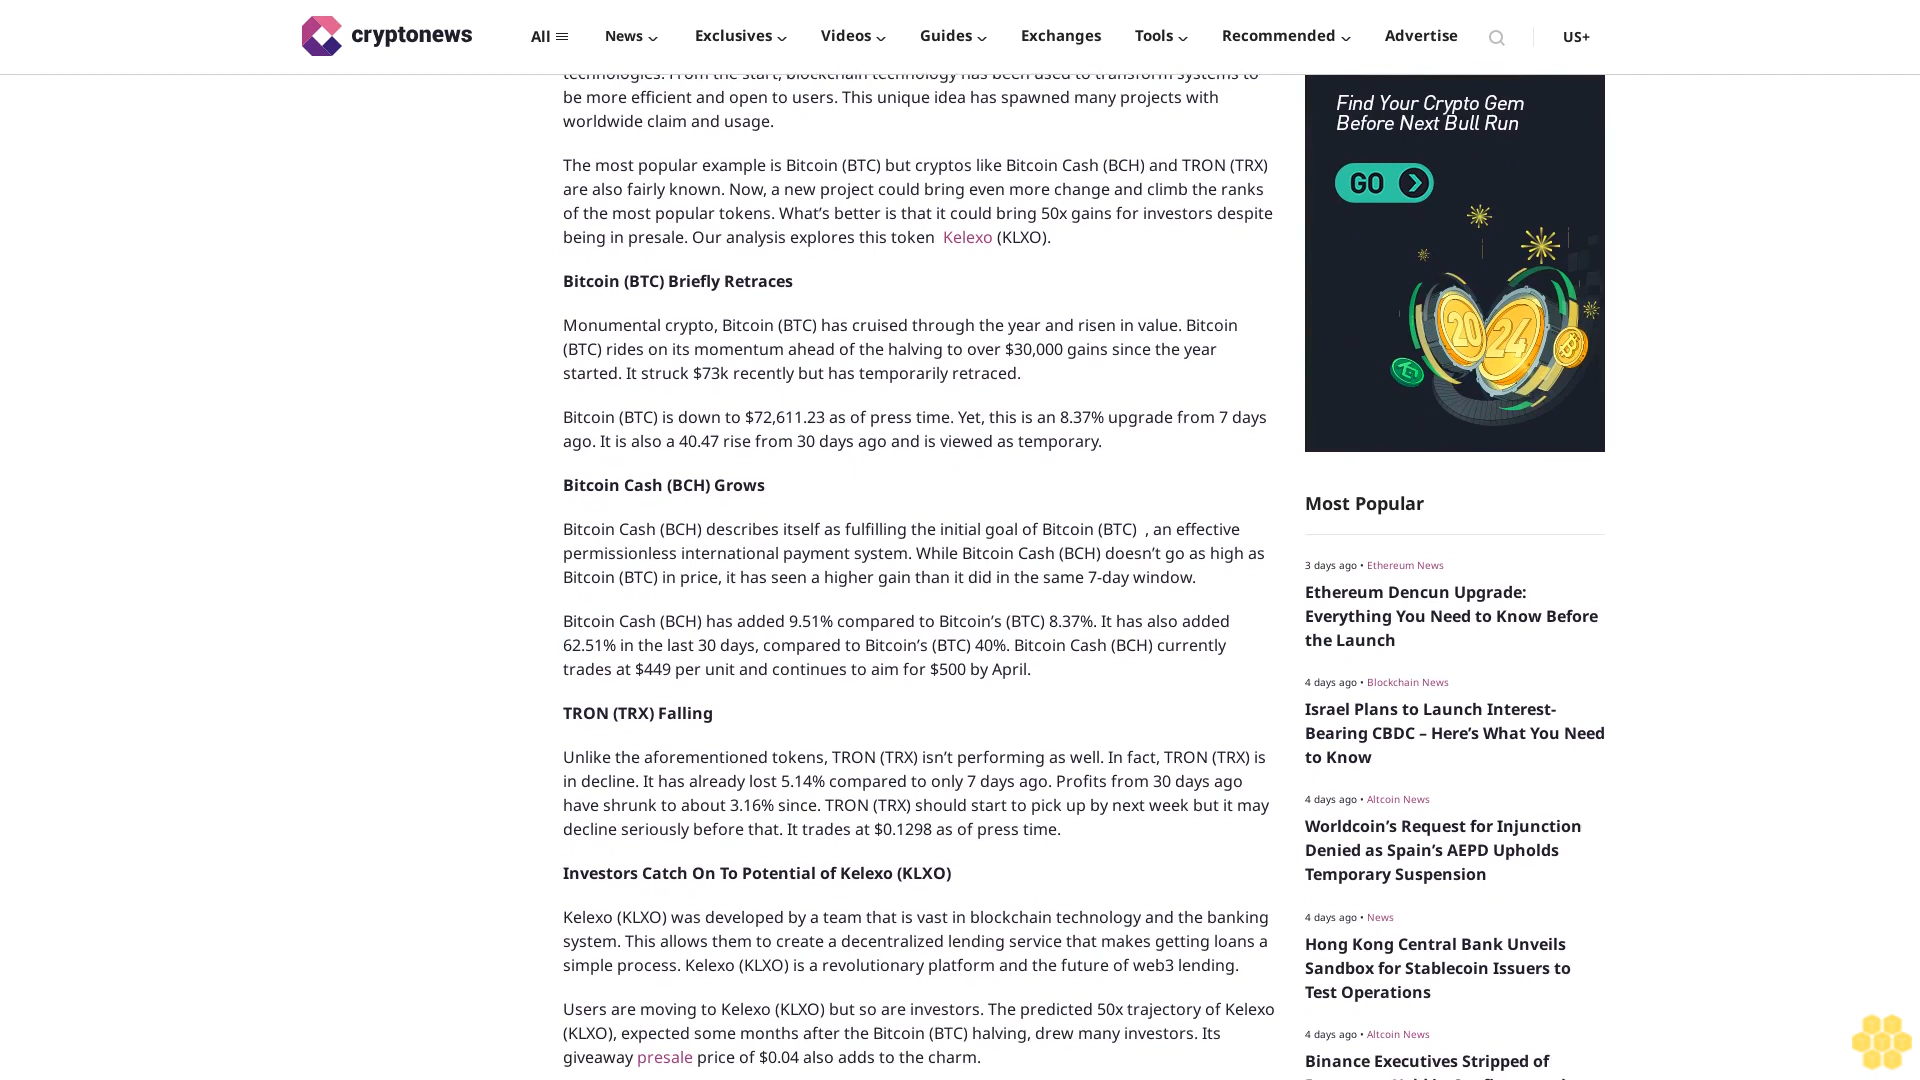 cryptonews
All
News
Exclusives
Videos
Guides
Exchanges
Tools
Recommended
Advertise
US+
technologies. From the start, blockchain technology has been used to transform systems to
be more efficient and open to users. This unique idea has spawned many projects with
worldwide claim and usage.
The most popular example is Bitcoin (BTC) but cryptos like Bitcoin Cash (BCH) and TRON (TRX)
are also fairly known. Now, a new project could bring even more change and climb the ranks
of the most popular tokens. What’s better is that it could bring 50x gains for investors despite
being in presale. Our analysis explores this token  Kelexo (KLXO).
Bitcoin (BTC) Briefly Retraces
Monumental crypto, Bitcoin (BTC) has cruised through the year and risen in value. Bitcoin
(BTC) rides on its momentum ahead of the halving to over $30,000 gains since the year
started. It struck $73k recently but has temporarily retraced.
Bitcoin (BTC) is down to $72,611.23 as of press time. Yet, this is an 8.37% upgrade from 7 days
ago. It is also a 40.47 rise from 30 days ago and is viewed as temporary.
Bitcoin Cash (BCH) Grows
Bitcoin Cash (BCH) describes itself as fulfilling the initial goal of Bitcoin (BTC)  , an effective
permissionless international payment system. While Bitcoin Cash (BCH) doesn’t go as high as
Bitcoin (BTC) in price, it has seen a higher gain than it did in the same 7-day window.
Bitcoin Cash (BCH) has added 9.51% compared to Bitcoin’s (BTC) 8.37%. It has also added
62.51% in the last 30 days, compared to Bitcoin’s (BTC) 40%. Bitcoin Cash (BCH) currently
trades at $449 per unit and continues to aim for $500 by April.
TRON (TRX) Falling
Unlike the aforementioned tokens, TRON (TRX) isn’t performing as well. In fact, TRON (TRX) is
in decline. It has already lost 5.14% compared to only 7 days ago. Profits from 30 days ago
have shrunk to about 3.16% since. TRON (TRX) should start to pick up by next week but it may
decline seriously before that. It trades at $0.1298 as of press time.
Investors Catch On To Potential of Kelexo (KLXO)
Kelexo (KLXO) was developed by a team that is vast in blockchain technology and the banking
system. This allows them to create a decentralized lending service that makes getting loans a
simple process. Kelexo (KLXO) is a revolutionary platform and the future of web3 lending.
Users are moving to Kelexo (KLXO) but so are investors. The predicted 50x trajectory of Kelexo
(KLXO), expected some months after the Bitcoin (BTC) halving, drew many investors. Its
giveaway presale price of $0.04 also adds to the charm.
Find Your Crypto Gem
Before Next Bull Run
GO
20
24
Most Popular
3 days ago • Ethereum News
Ethereum Dencun Upgrade:
Everything You Need to Know Before
the Launch
4 days ago • Blockchain News
Israel Plans to Launch Interest-
Bearing CBDC – Here’s What You Need
to Know
4 days ago • Altcoin News
Worldcoin’s Request for Injunction
Denied as Spain’s AEPD Upholds
Temporary Suspension
4 days ago • News
Hong Kong Central Bank Unveils
Sandbox for Stablecoin Issuers to
Test Operations
4 days ago • Altcoin News
Binance Executives Stripped of